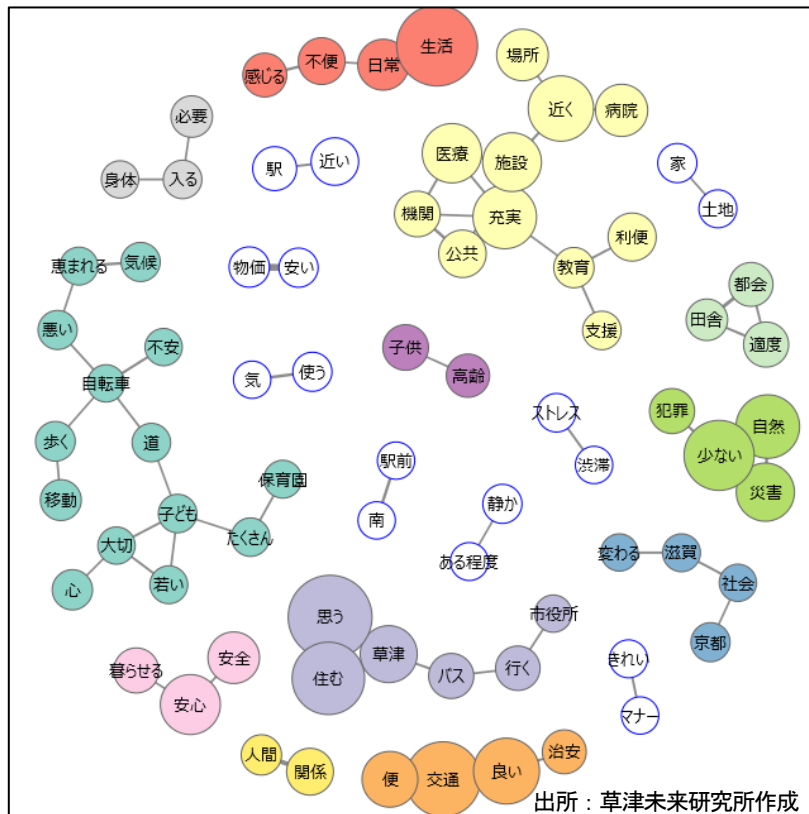 生活
日常
不便
感じる
場所
近く
病院
必要
身体
入る
駅
近い
医療
施設
機関
充実
公共
教育
利便
支援
家
土地
恵まれる
気候
悪い
不安
自転車
歩く
道
移動
物価
安い
気
使う
子供
高齢
都会
田舎
適度
ストレス
渋滞
犯罪
自然
少ない
災害
駅前
南
静か
ある程度
保育園
子ども
たくさん
大切
心
若い
変わる
滋賀
社会
京都
思う
住む
草津
バス
行く
市役所
きれい
マナー
暮らせる
安全
安心
人間
関係
便
交通
良い
治安
出所：草津未来研究所作成